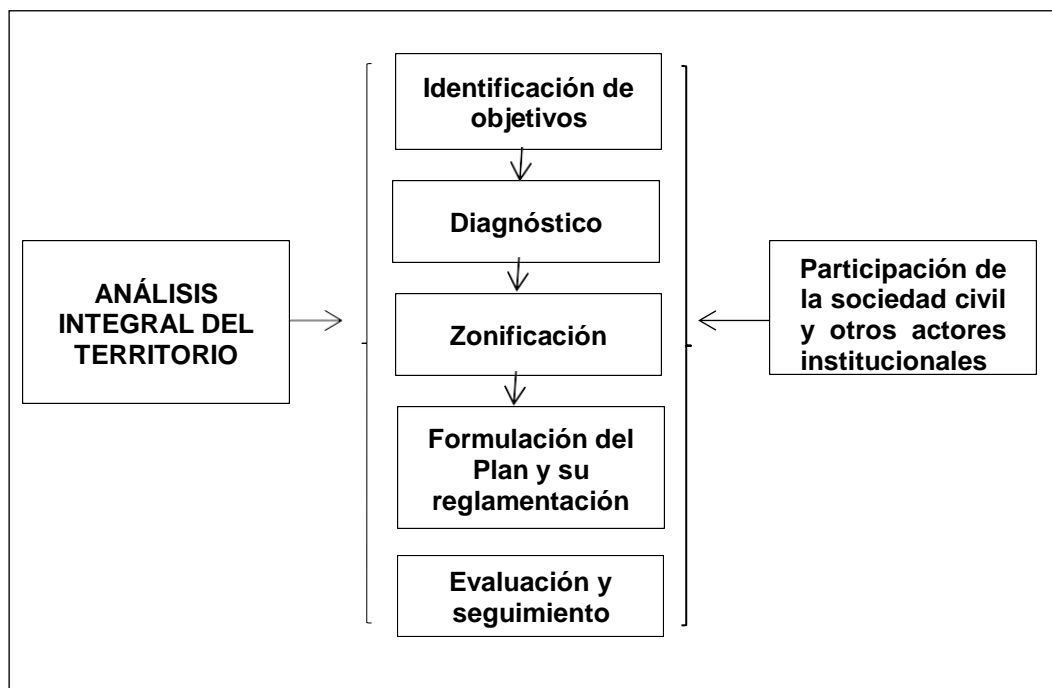 Identificación de
objetivos
Diagnóstico
ANÁLISIS
INTEGRAL DEL
TERRITORIO
Zonificación
Participación de
la sociedad civil
y otros actores
institucionales
Formulación del
Plan y su
reglamentación
Evaluación y
seguimiento